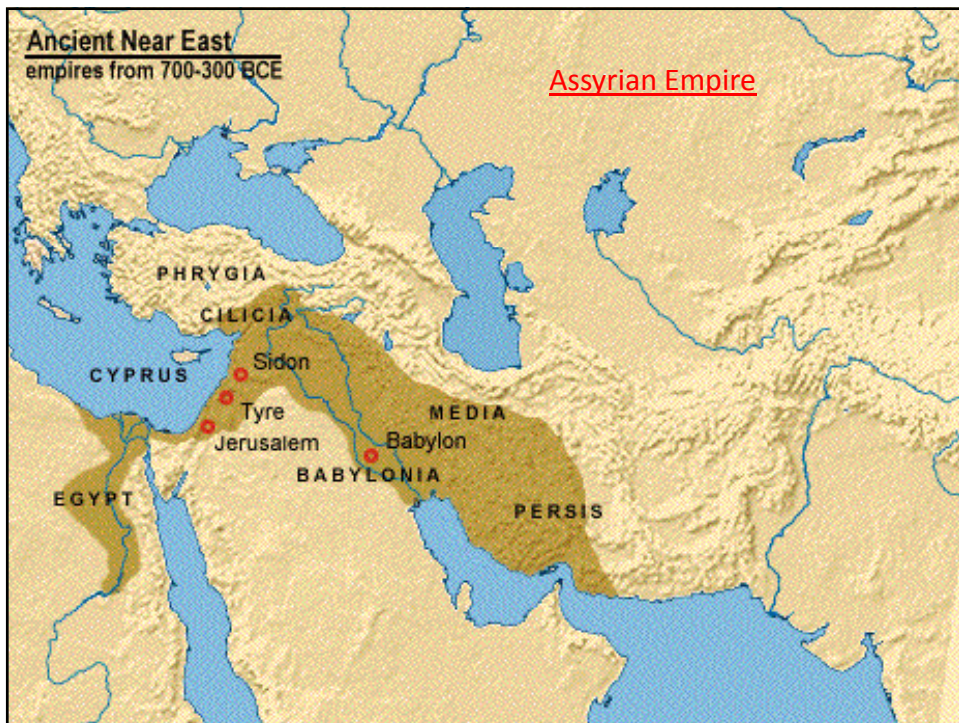 Ancient Near East
empires from 700-300 BCE
Assyrian Empire
PHRYGIA
CILICIA
Sidon
CYPRUS
Tyre
MEDIA
Jerusalem
Babylon
BABYLONIA
EGYPT
PERSIS